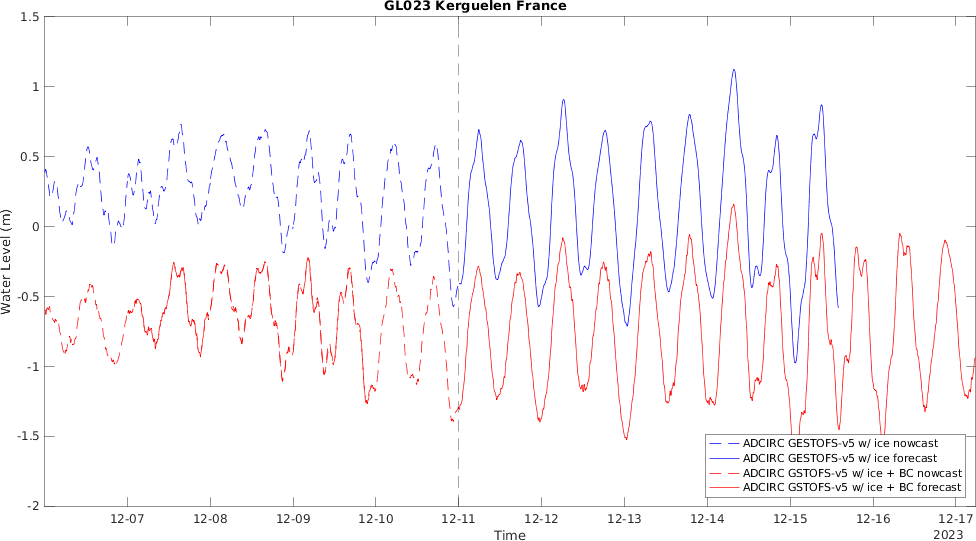 GL023 Kerguelen France
1.5
1
0.5
0
-0.5
-1
-1.5
-2
Water Level (m)
ADCIRC GESTOFS-v5 w/ ice nowcast
ADCIRC GESTOFS-v5 w/ ice forecast
ADCIRC GSTOFS-v5 w/ ice + BC nowcast
ADCIRC GSTOFS-v5 w/ ice + BC forecast
12-07 12-08 12-09 12-10 12-11 12-12 12-13 12-14 12-15 12-16 12-17
Time
2023